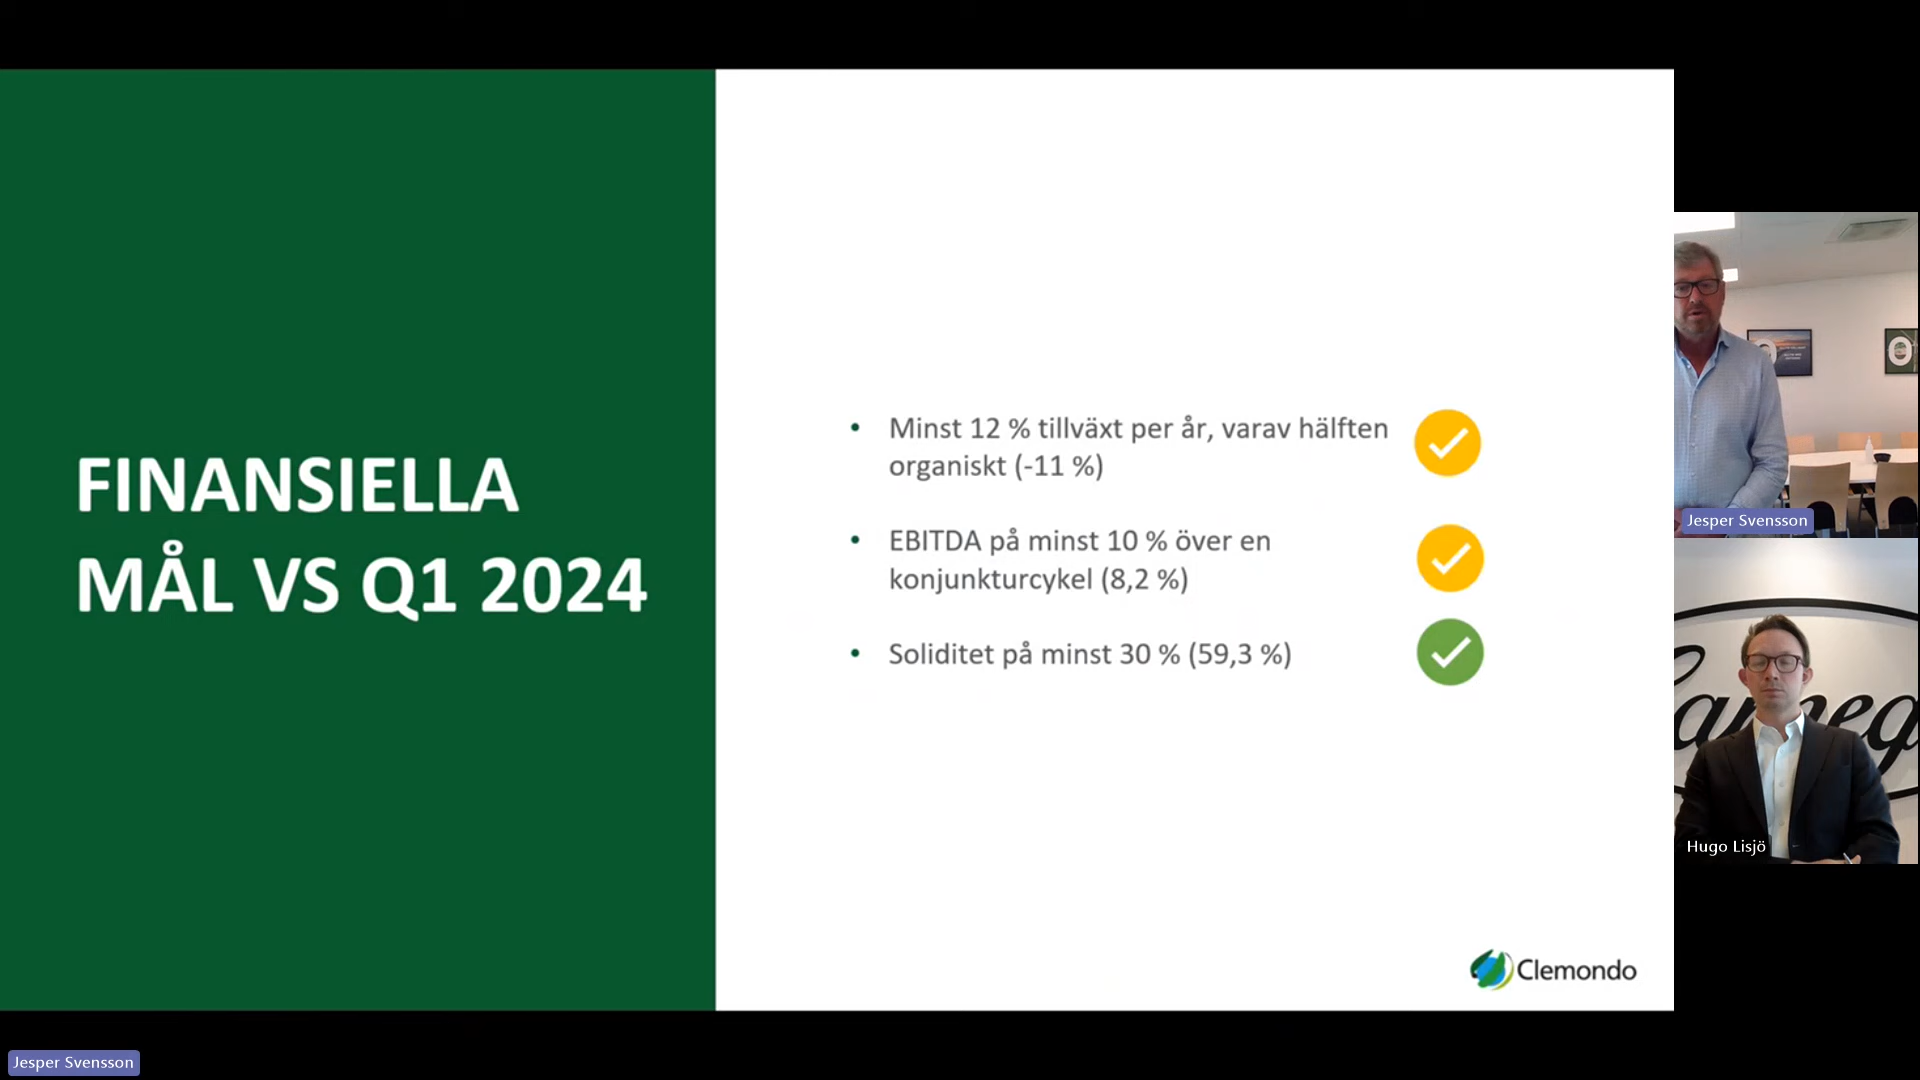 FINANSIELLA
MÅL VS Q1 2024
• Minst 12 % tillväxt per år, varav hälften
organiskt (-11 %)
• EBITDA på minst 10 % över en
konjunkturcykel (8,2 %)
• Soliditet på minst 30 % (59,3 %)
Clemondo
Jesper Svensson
Hugo Lisjö
Jesper Svensson